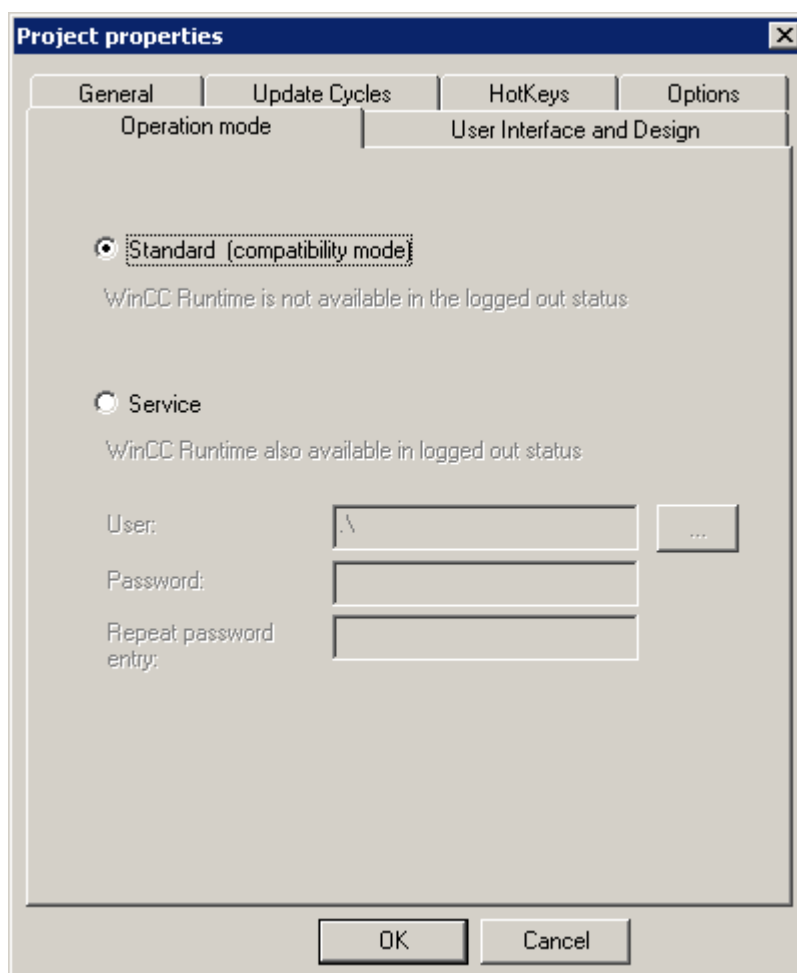 Project properties
General
Update Cycles
HotKeys
Options
Operation mode
User Interface and Design
Standard (compatibility mode)
WinCC Runtime is not available in the logged out status
Service
WinCC Runtime also available in logged out status
User:
.\
...
Password:
Repeat password
entry:
OK
Cancel